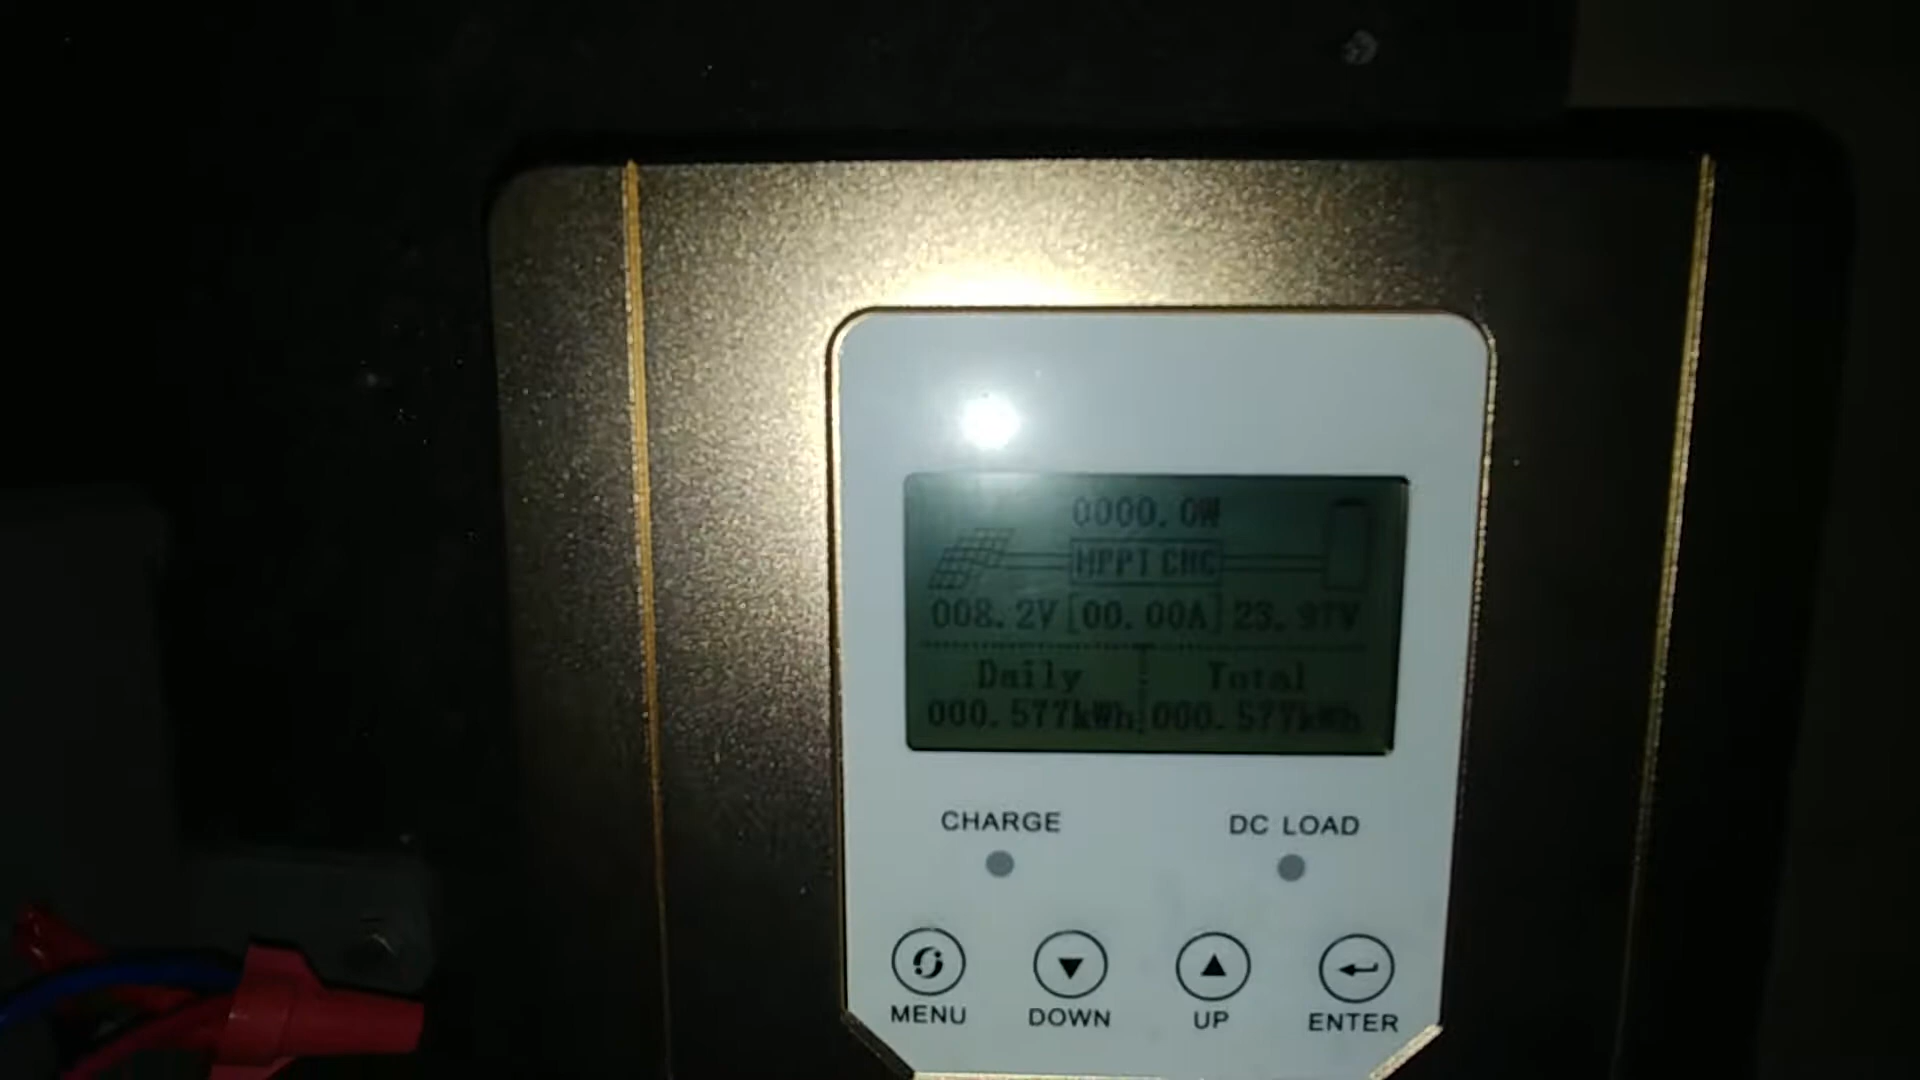 0000.0W
MPPT CHG
008.2V [00.00A] 23.97V
Daily Total
000.577kWh 000.577kWh
CHARGE DC LOAD
MENU DOWN UP ENTER